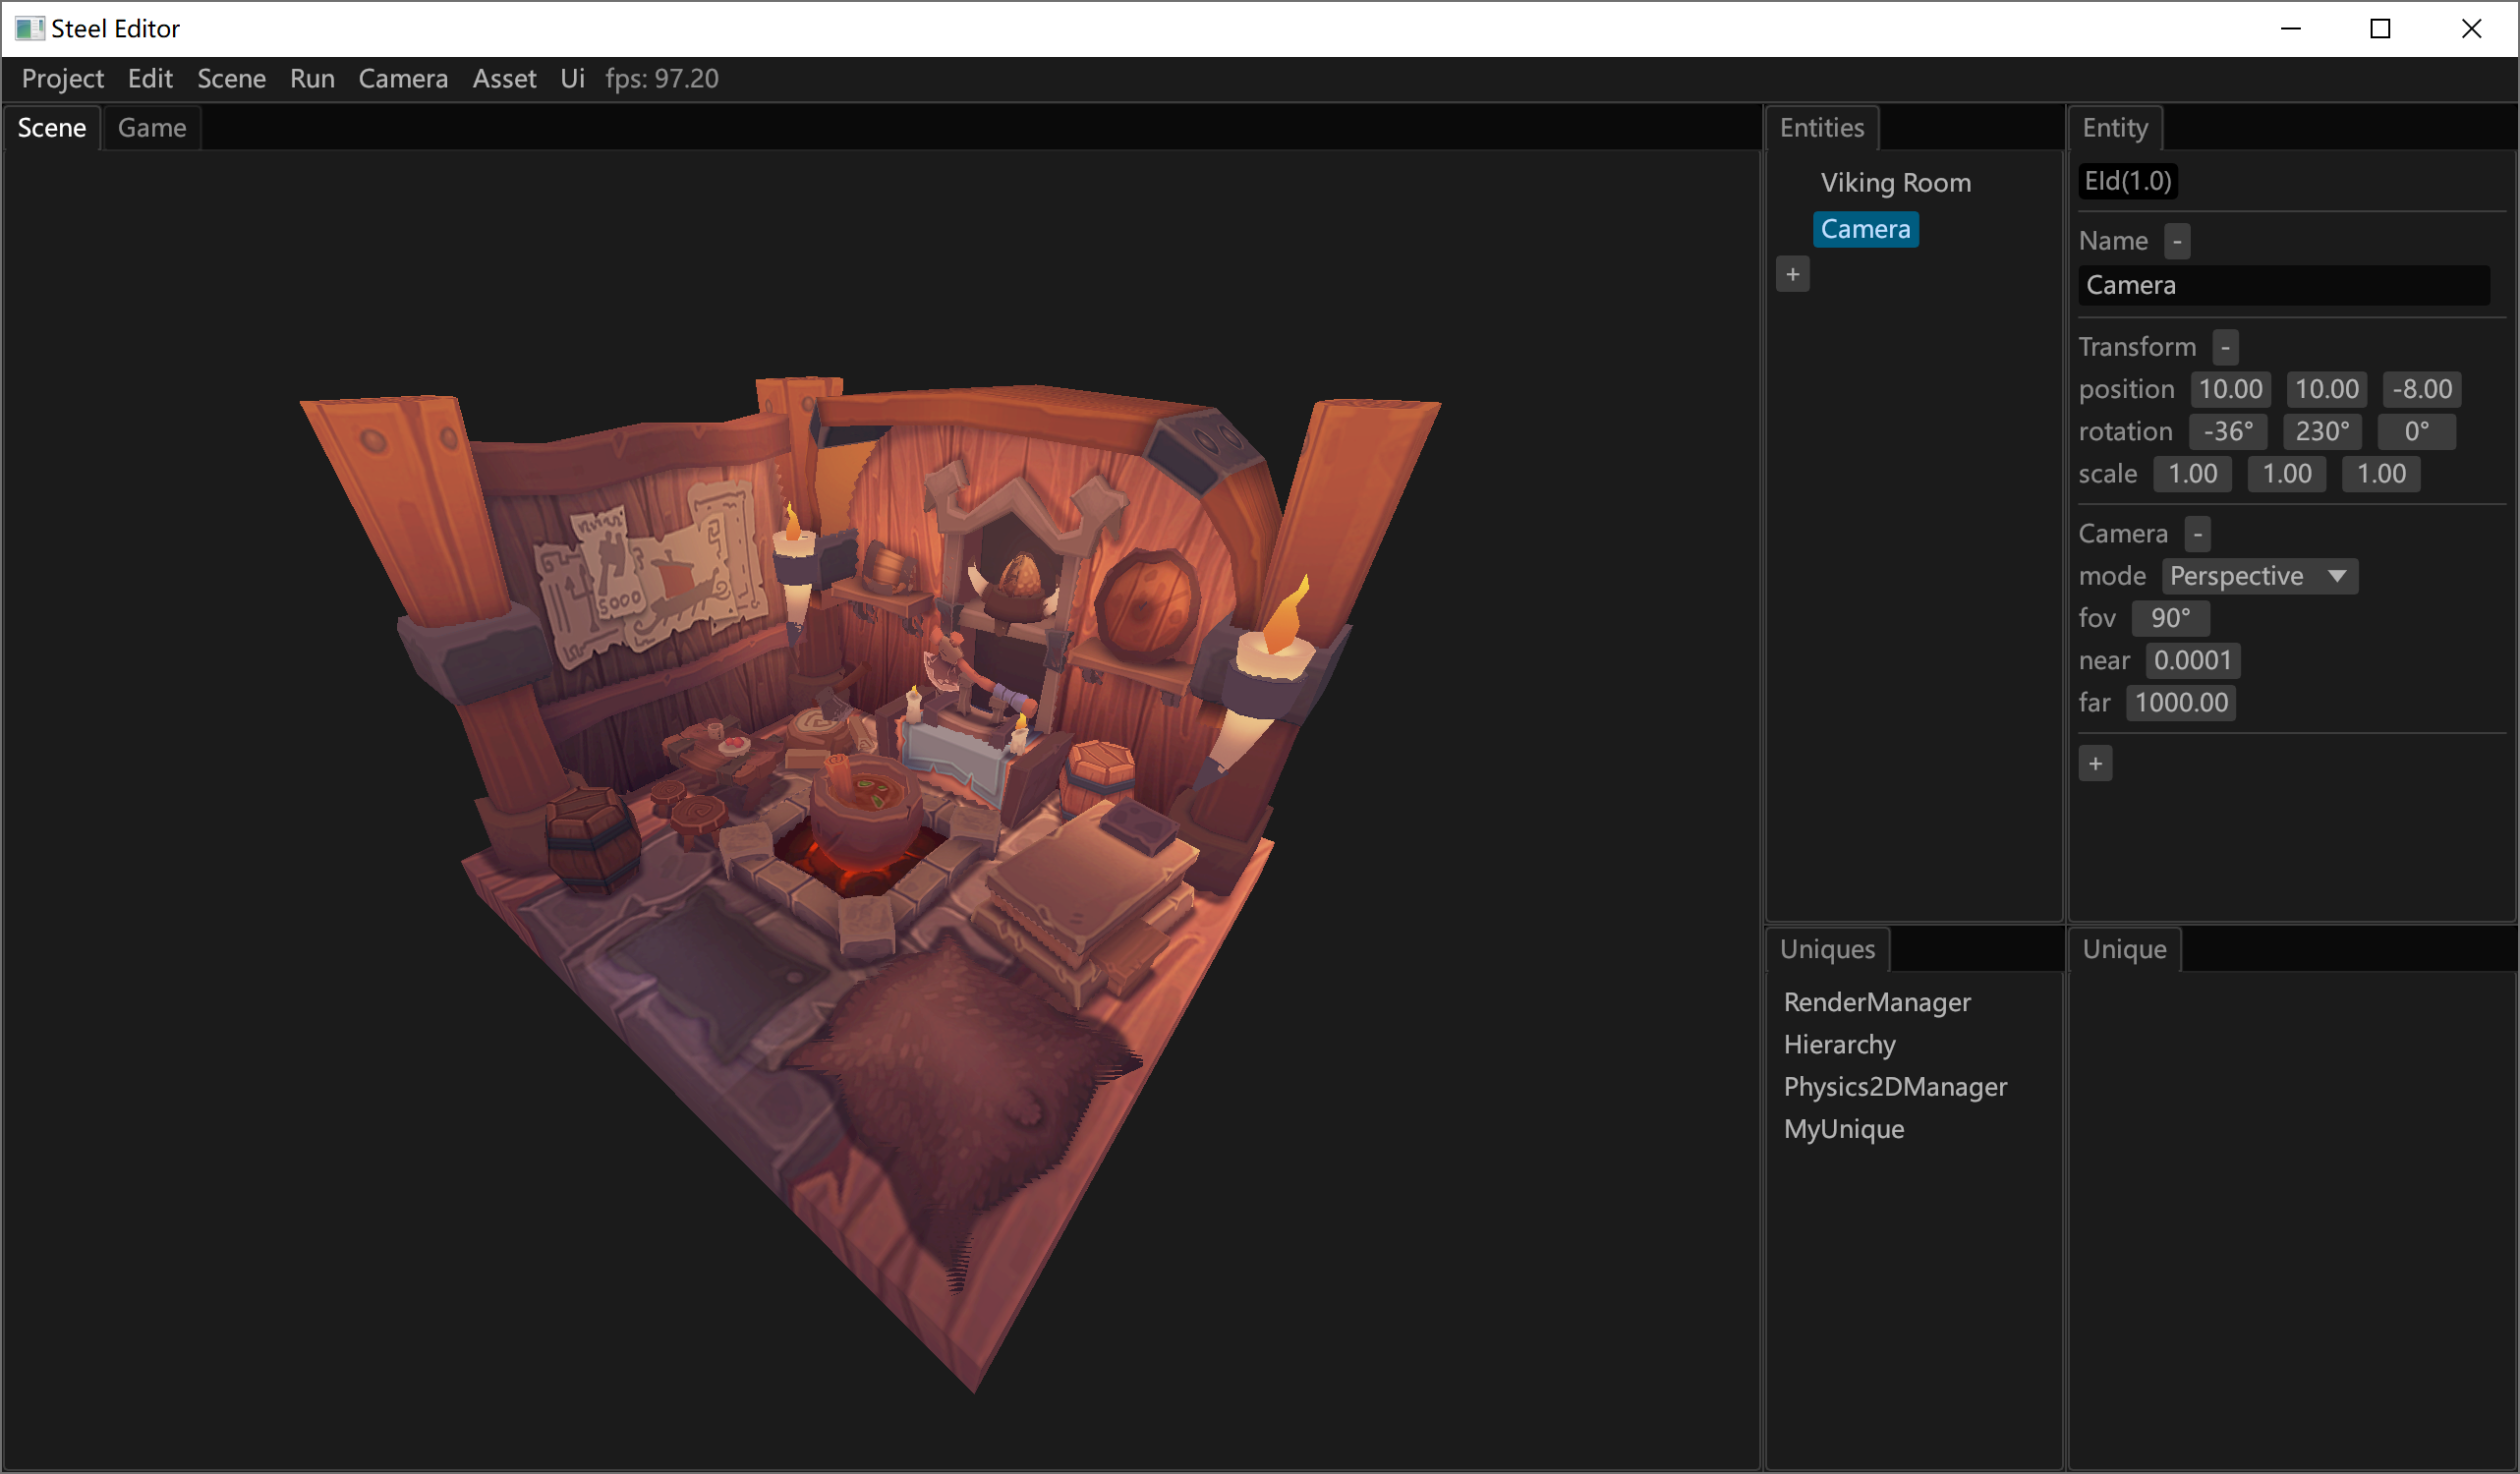 Steel Editor
Project Edit Scene Run Camera Asset Ui fps: 97.20
Scene Game
5000
Entities
Viking Room
Camera
+
Entity
EId(1.0)
Name -
Camera
Transform -
position 10.00 10.00 -8.00
rotation -36° 230° 0°
scale 1.00 1.00 1.00
Camera -
mode Perspective
fov 90°
near 0.0001
far 1000.00
+
Uniques
RenderManager
Hierarchy
Physics2DManager
MyUnique
Unique